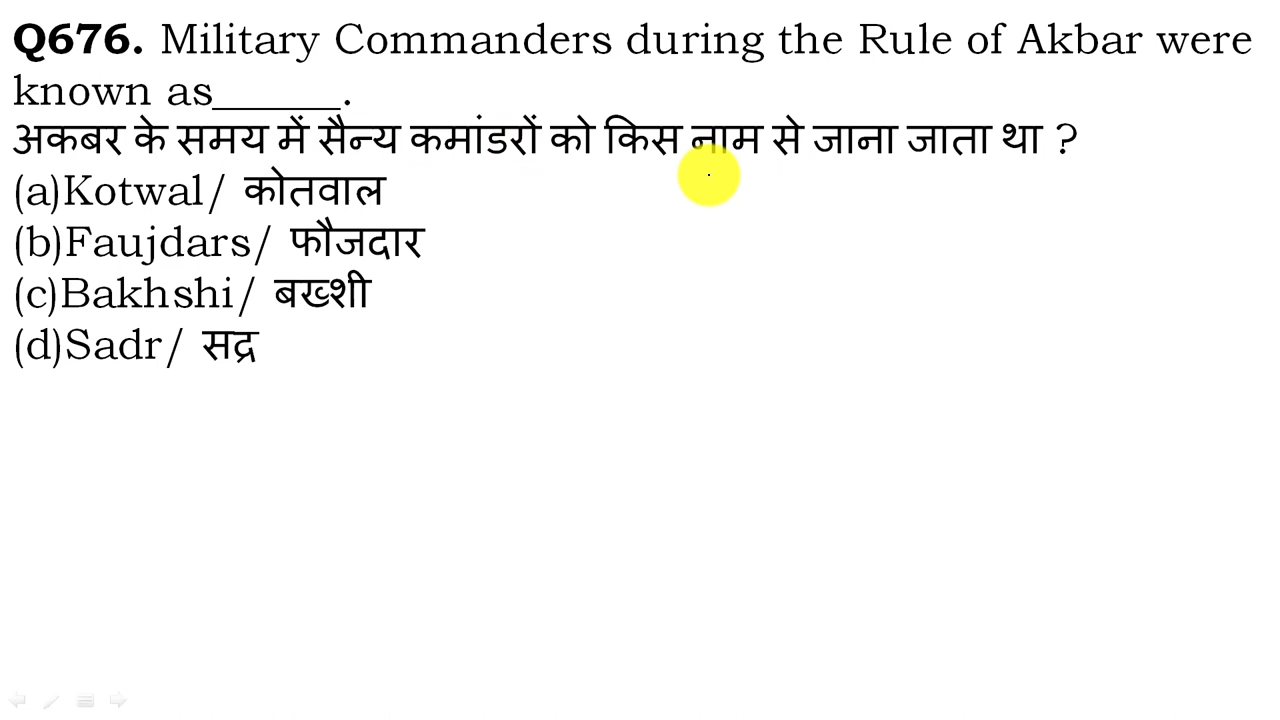 Q676. Military Commanders during the Rule of Akbar were
known as______.
अकबर के समय में सैन्य कमांडरों को किस नाम से जाना जाता था ?
(a)Kotwal/ कोतवाल
(b)Faujdars/ फौजदार
(c)Bakhshi/ बख्शी
(d)Sadr/ सद्र